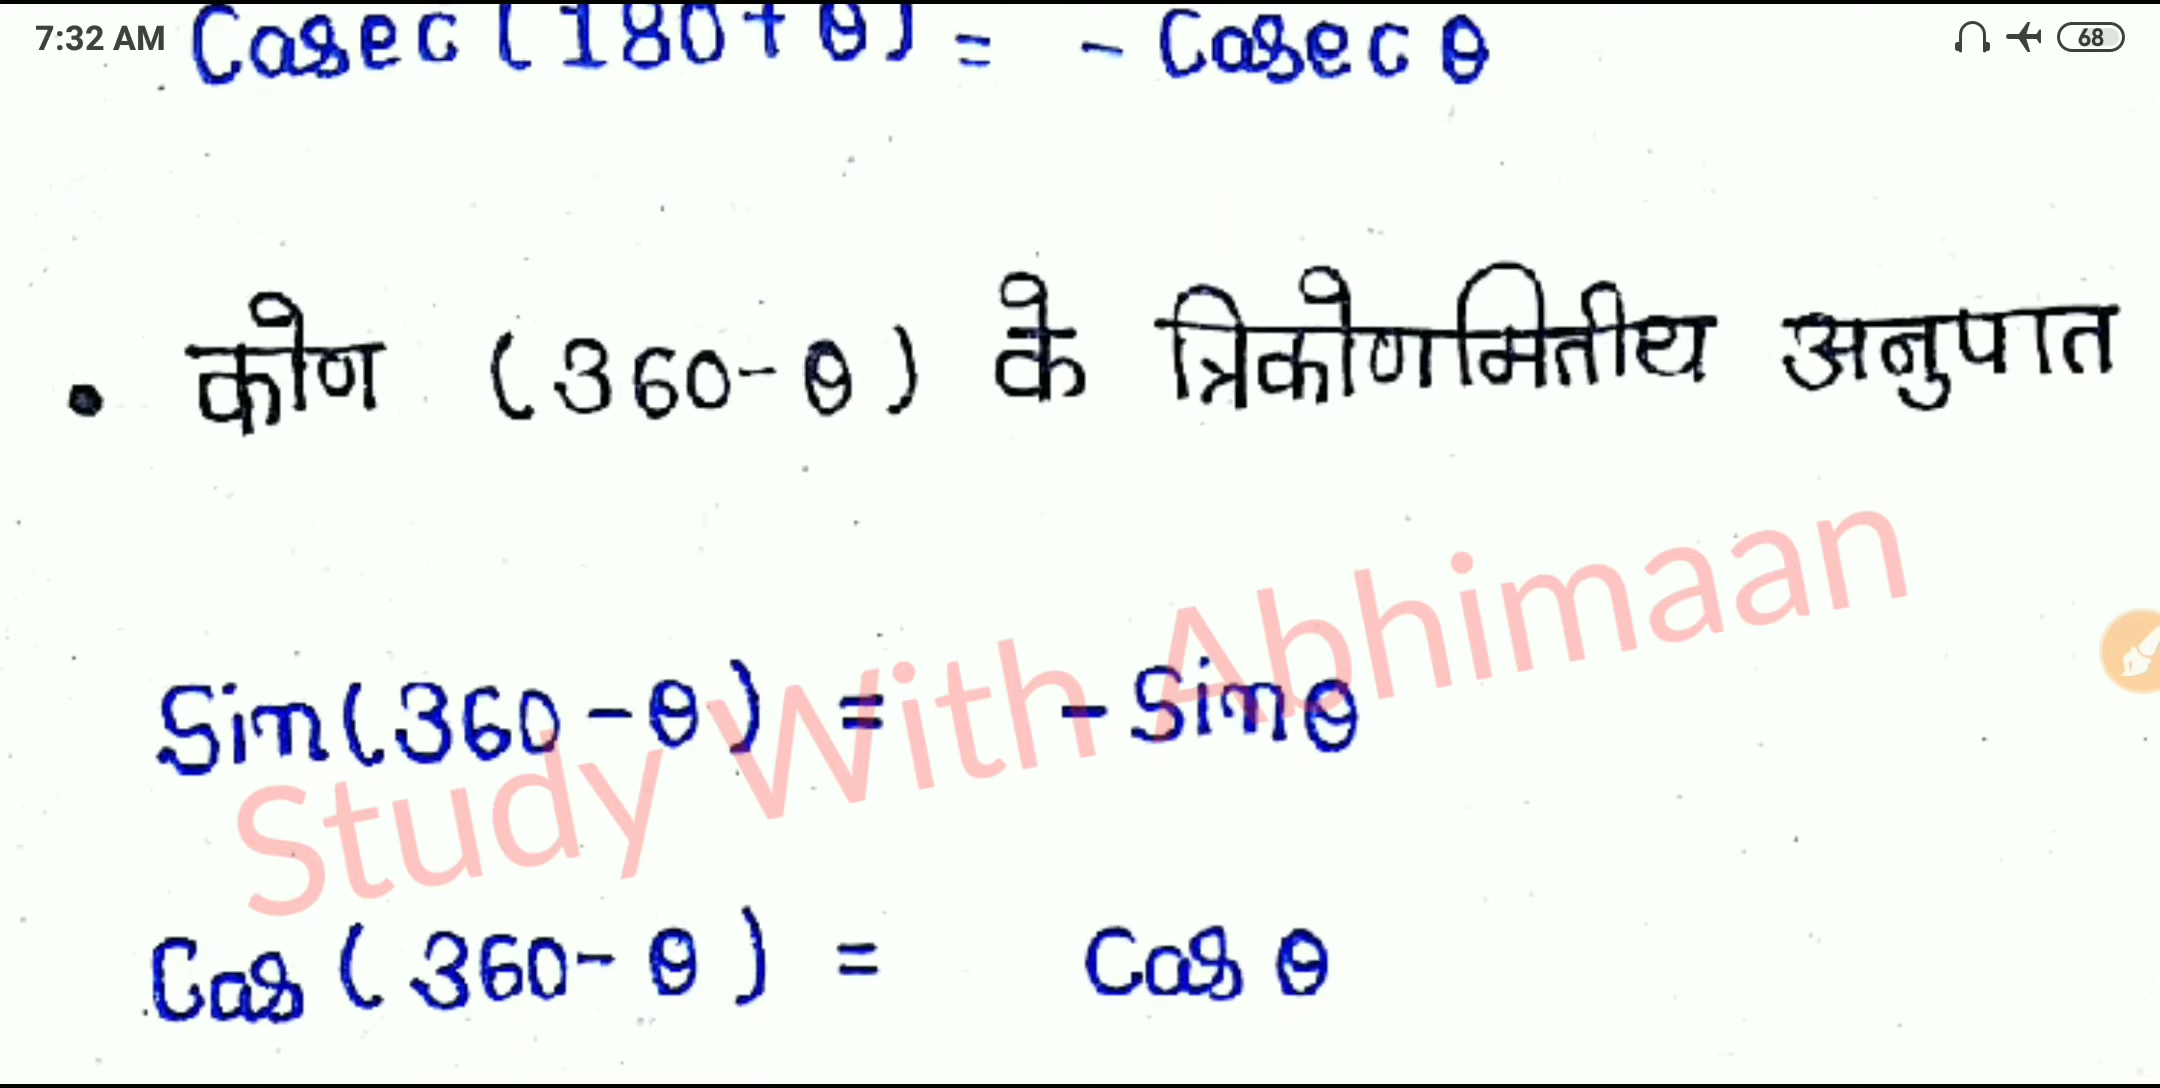 7:32 AM
68
Cosec (180+θ) = - Cosec θ
• कोण (360-θ) के त्रिकोणमितीय अनुपात
Sin(360-θ) = - Sinθ
Cos (360-θ) = Cos θ
Study With Abhimaan